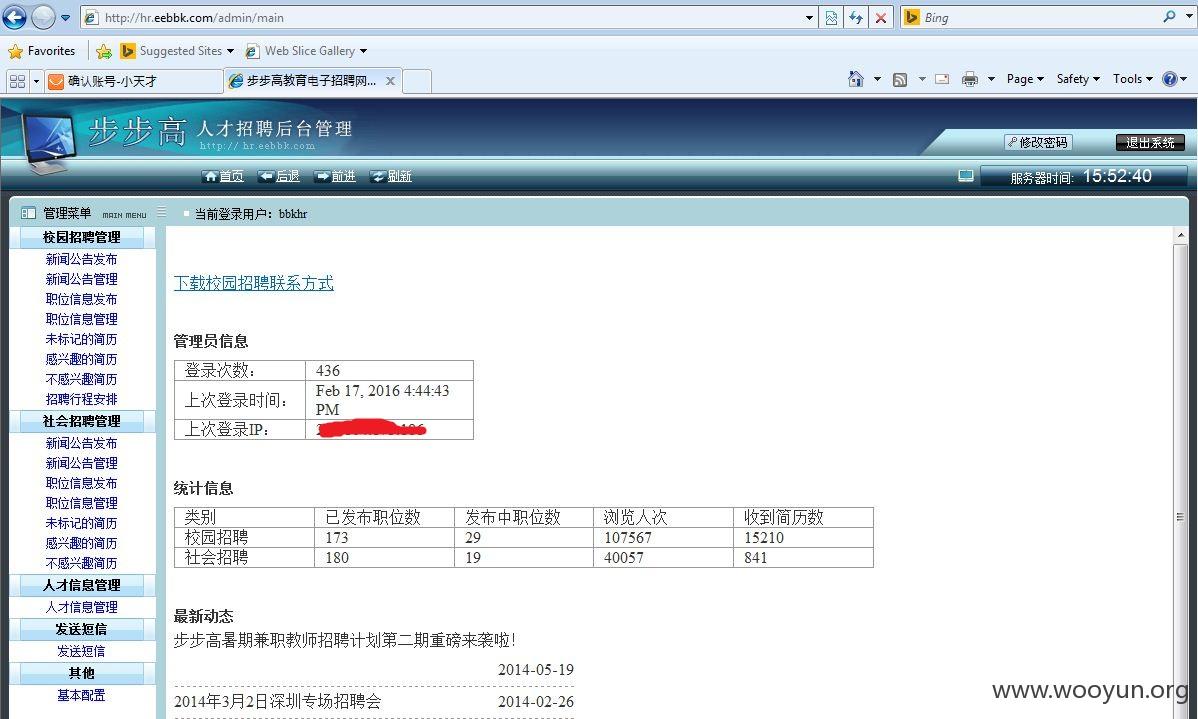 http://hr.eebbk.com/admin/main
Bing
Favorites
Suggested Sites
Web Slice Gallery
确认账号-小天才
步步高教育电子招聘网...
Page
Safety
Tools
步步高 人才招聘后台管理
http:// hr.eebbk.com
修改密码
退出系统
首页 后退 前进 刷新
服务器时间: 15:52:40
管理菜单 MAIN MENU
当前登录用户: bbkhr
校园招聘管理
新闻公告发布
新闻公告管理
职位信息发布
职位信息管理
未标记的简历
感兴趣的简历
不感兴趣简历
招聘行程安排
社会招聘管理
新闻公告发布
新闻公告管理
职位信息发布
职位信息管理
未标记的简历
感兴趣的简历
不感兴趣简历
人才信息管理
人才信息管理
发送短信
发送短信
其他
基本配置
下载校园招聘联系方式
管理员信息
登录次数: 436
上次登录时间: Feb 17, 2016 4:44:43 PM
上次登录IP:
统计信息
类别 已发布职位数 发布中职位数 浏览人次 收到简历数
校园招聘 173 29 107567 15210
社会招聘 180 19 40057 841
最新动态
步步高暑期兼职教师招聘计划第二期重磅来袭啦!
2014-05-19
2014年3月2日深圳专场招聘会 2014-02-26
www.wooyun.org